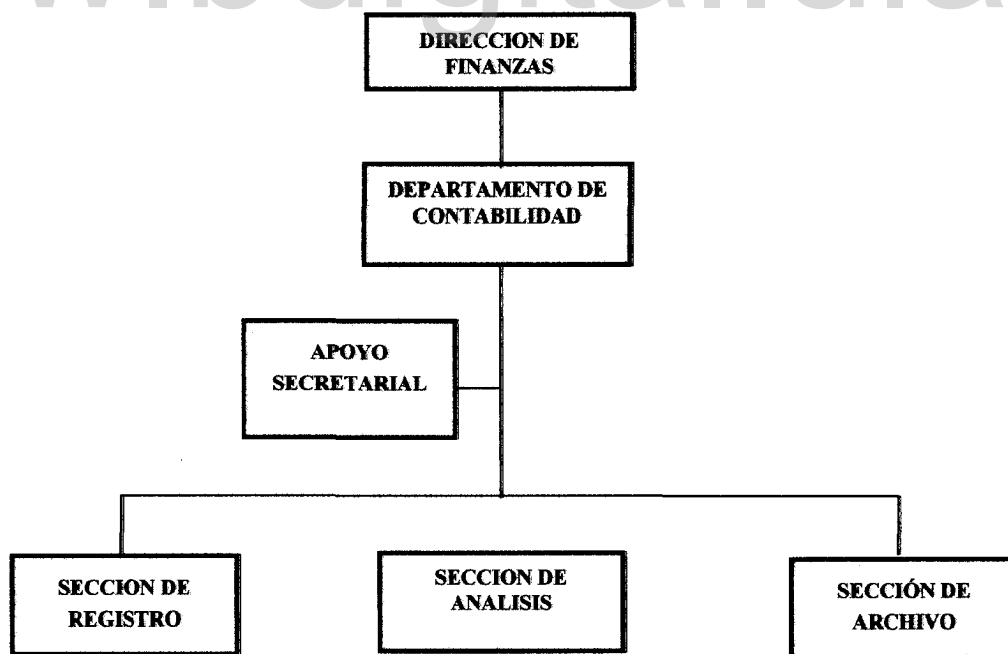 DIRECCION DE
FINANZAS
DEPARTAMENTO DE
CONTABILIDAD
APOYO
SECRETARIAL
SECCION DE
REGISTRO
SECCION DE
ANALISIS
SECCIÓN DE
ARCHIVO